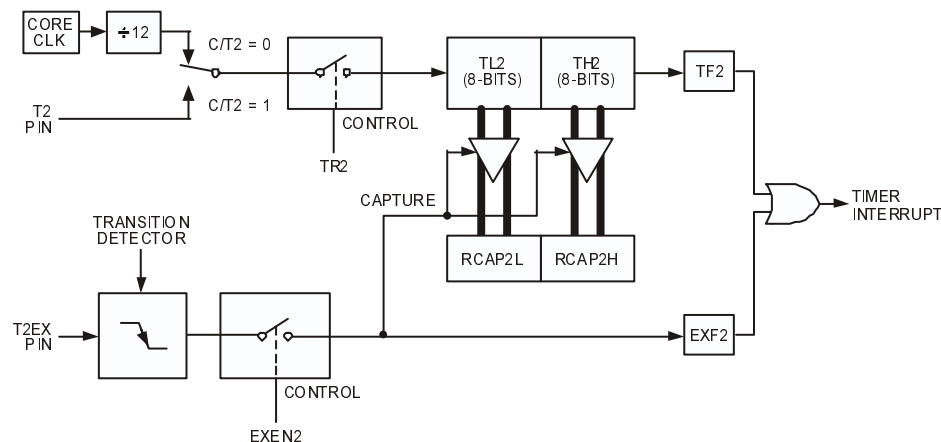 CORE
CLK
÷12
C/T2 = 0
C/T2 = 1
T2
PIN
CONTROL
TR2
TL2
(8-BITS)
TH2
(8-BITS)
TF2
CAPTURE
TIMER
INTERRUPT
TRANSITION
DETECTOR
RCAP2L
RCAP2H
T2EX
PIN
EXF2
CONTROL
EXEN2